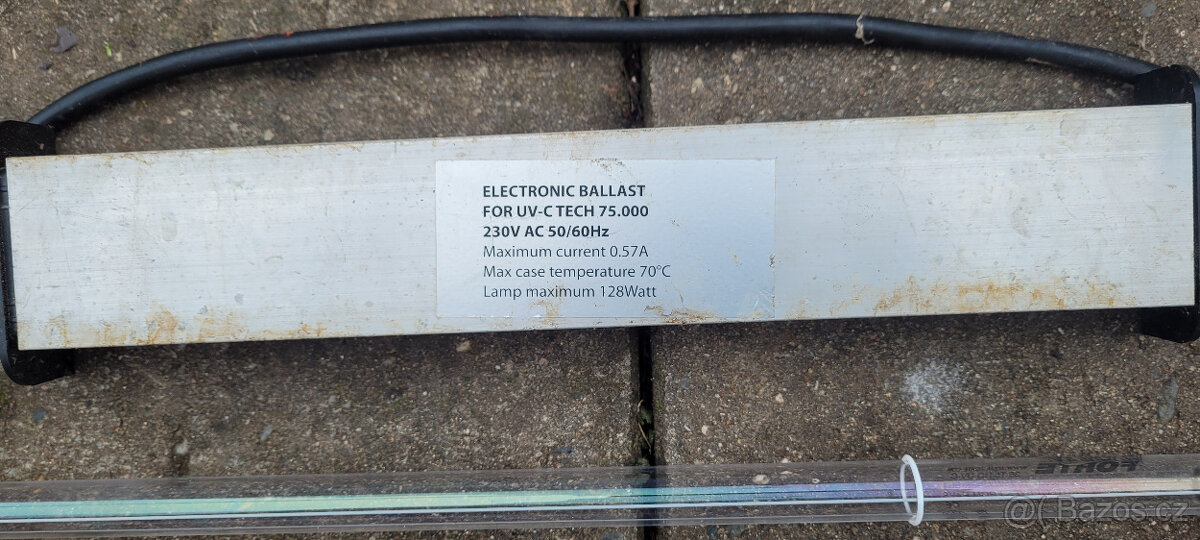 ELECTRONIC BALLAST
FOR UV-C TECH 75.000
230V AC 50/60Hz
Maximum current 0.57A
Max case temperature 70°C
Lamp maximum 128Watt
FORTE
@( Bazos.cz